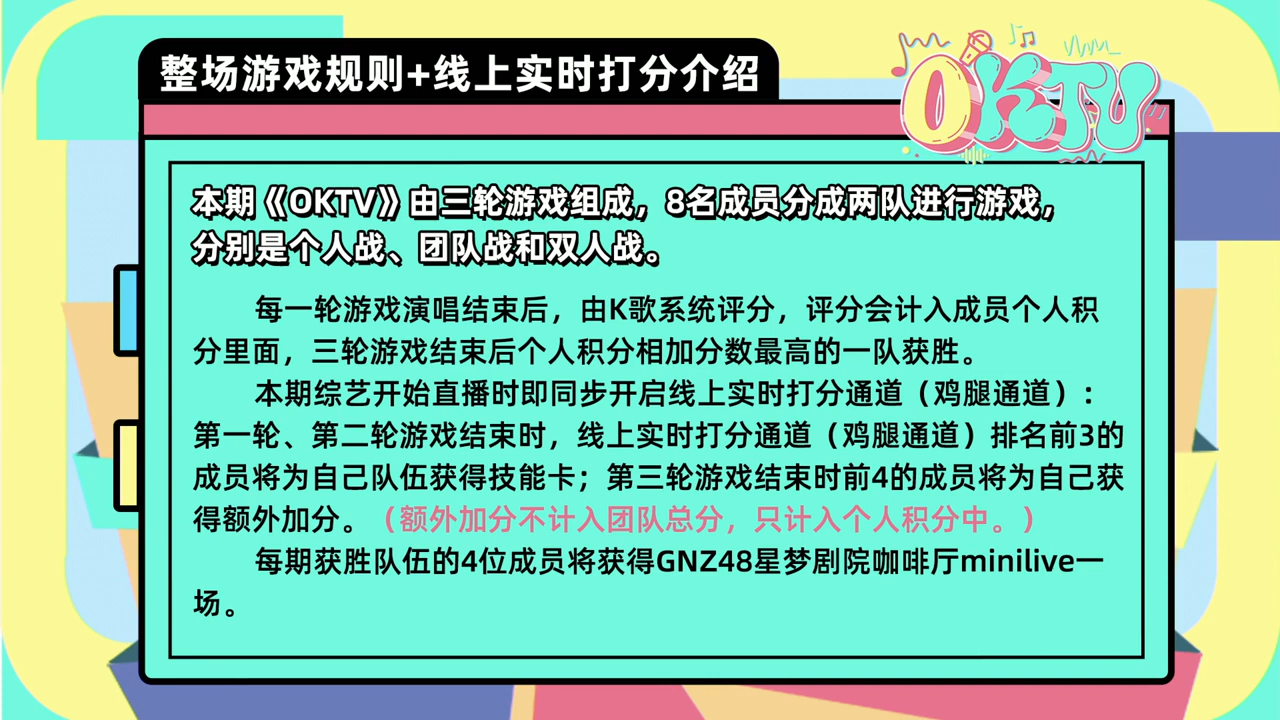 整场游戏规则+线上实时打分介绍
OKTV
本期《OKTV》由三轮游戏组成，8名成员分成两队进行游戏，
分别是个人战、团队战和双人战。
每一轮游戏演唱结束后，由K歌系统评分，评分会计入成员个人积
分里面，三轮游戏结束后个人积分相加分数最高的一队获胜。
本期综艺开始直播时即同步开启线上实时打分通道（鸡腿通道）：
第一轮、第二轮游戏结束时，线上实时打分通道（鸡腿通道）排名前3的
成员将为自己队伍获得技能卡；第三轮游戏结束时前4的成员将为自己获
得额外加分。（额外加分不计入团队总分，只计入个人积分中。）
每期获胜队伍的4位成员将获得GNZ48星梦剧院咖啡厅minilive一
场。